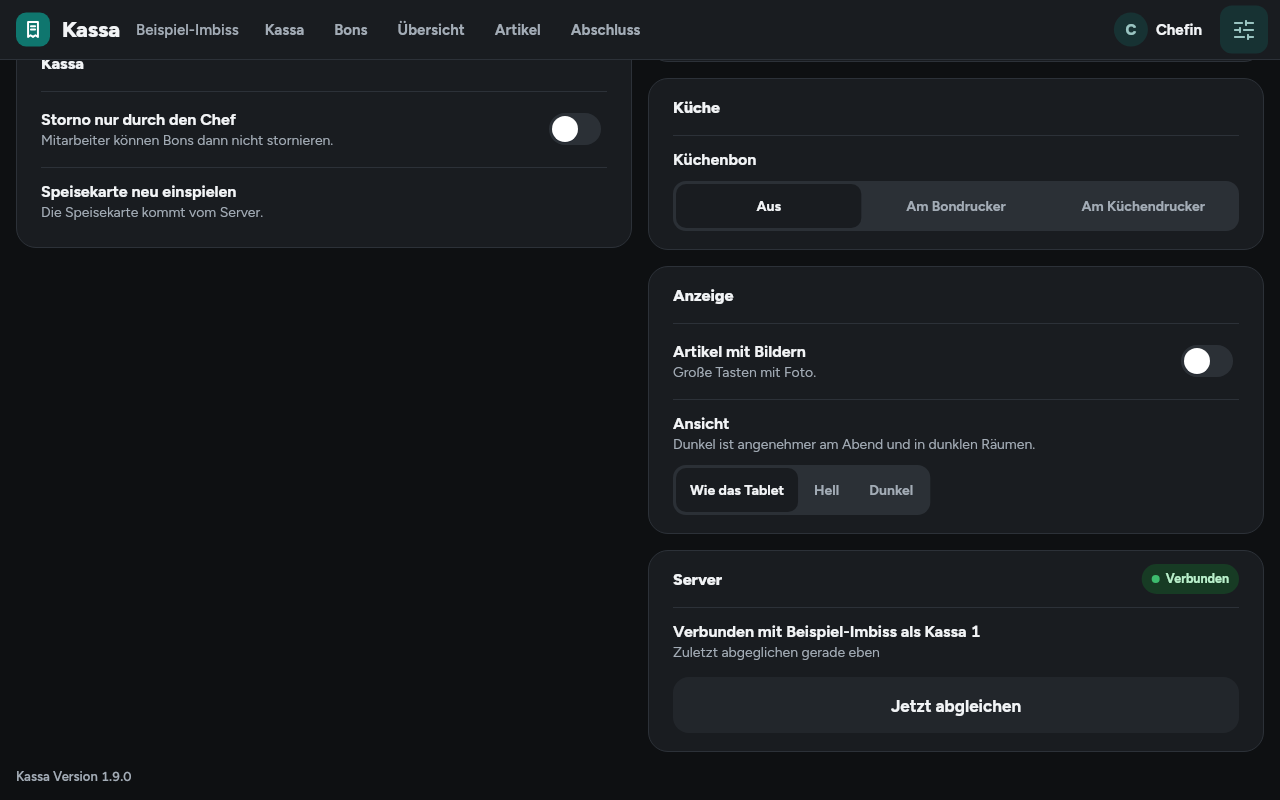 Kassa
Beispiel-Imbiss
Kassa
Bons
Übersicht
Artikel
Abschluss
C
Chefin
Kassa
Storno nur durch den Chef
Mitarbeiter können Bons dann nicht stornieren.
Speisekarte neu einspielen
Die Speisekarte kommt vom Server.
Küche
Küchenbon
Aus
Am Bondrucker
Am Küchendrucker
Anzeige
Artikel mit Bildern
Große Tasten mit Foto.
Ansicht
Dunkel ist angenehmer am Abend und in dunklen Räumen.
Wie das Tablet
Hell
Dunkel
Server
Verbunden
Verbunden mit Beispiel-Imbiss als Kassa 1
Zuletzt abgeglichen gerade eben
Jetzt abgleichen
Kassa Version 1.9.0